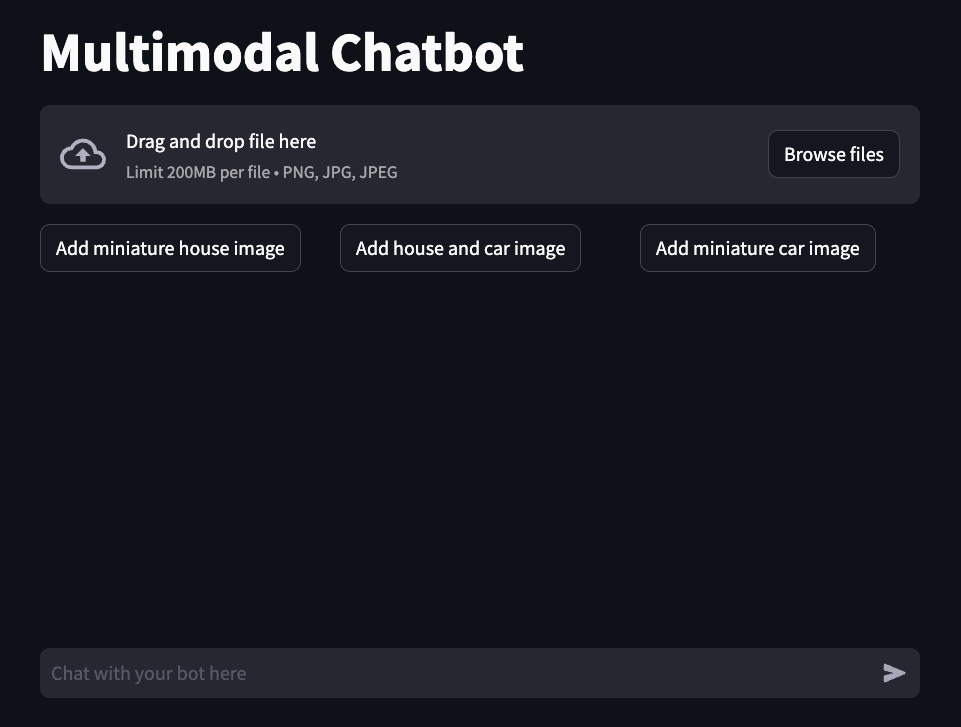 Multimodal Chatbot
Drag and drop file here
Limit 200MB per file • PNG, JPG, JPEG
Browse files
Add miniature house image
Add house and car image
Add miniature car image
Chat with your bot here